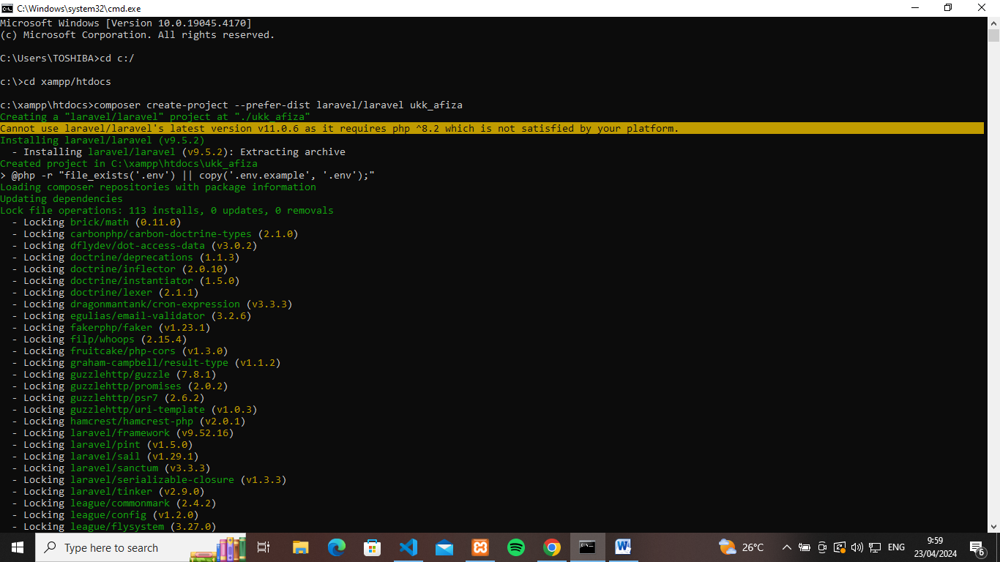 C:\Windows\system32\cmd.exe
Microsoft Windows [Version 10.0.19045.4170]
(c) Microsoft Corporation. All rights reserved.
C:\Users\TOSHIBA>cd c:/
c:\>cd xampp/htdocs
c:\xampp\htdocs>composer create-project --prefer-dist laravel/laravel ukk_afiza
Creating a "laravel/laravel" project at "./ukk_afiza"
Cannot use laravel/laravel's latest version v11.0.6 as it requires php ^8.2 which is not satisfied by your platform.
Installing laravel/laravel (v9.5.2)
  - Installing laravel/laravel (v9.5.2): Extracting archive
Created project in C:\xampp\htdocs\ukk_afiza
> @php -r "file_exists('.env') || copy('.env.example', '.env');"
Loading composer repositories with package information
Updating dependencies
Lock file operations: 113 installs, 0 updates, 0 removals
  - Locking brick/math (0.11.0)
  - Locking carbonphp/carbon-doctrine-types (2.1.0)
  - Locking dflydev/dot-access-data (v3.0.2)
  - Locking doctrine/deprecations (1.1.3)
  - Locking doctrine/inflector (2.0.10)
  - Locking doctrine/instantiator (1.5.0)
  - Locking doctrine/lexer (2.1.1)
  - Locking dragonmantank/cron-expression (v3.3.3)
  - Locking egulias/email-validator (3.2.6)
  - Locking fakerphp/faker (v1.23.1)
  - Locking filp/whoops (2.15.4)
  - Locking fruitcake/php-cors (v1.3.0)
  - Locking graham-campbell/result-type (v1.1.2)
  - Locking guzzlehttp/guzzle (7.8.1)
  - Locking guzzlehttp/promises (2.0.2)
  - Locking guzzlehttp/psr7 (2.6.2)
  - Locking guzzlehttp/uri-template (v1.0.3)
  - Locking hamcrest/hamcrest-php (v2.0.1)
  - Locking laravel/framework (v9.52.16)
  - Locking laravel/pint (v1.5.0)
  - Locking laravel/sail (v1.29.1)
  - Locking laravel/sanctum (v3.3.3)
  - Locking laravel/serializable-closure (v1.3.3)
  - Locking laravel/tinker (v2.9.0)
  - Locking league/commonmark (2.4.2)
  - Locking league/config (v1.2.0)
  - Locking league/flysystem (3.27.0)
Type here to search
26°C
ENG
9:59
23/04/2024
6